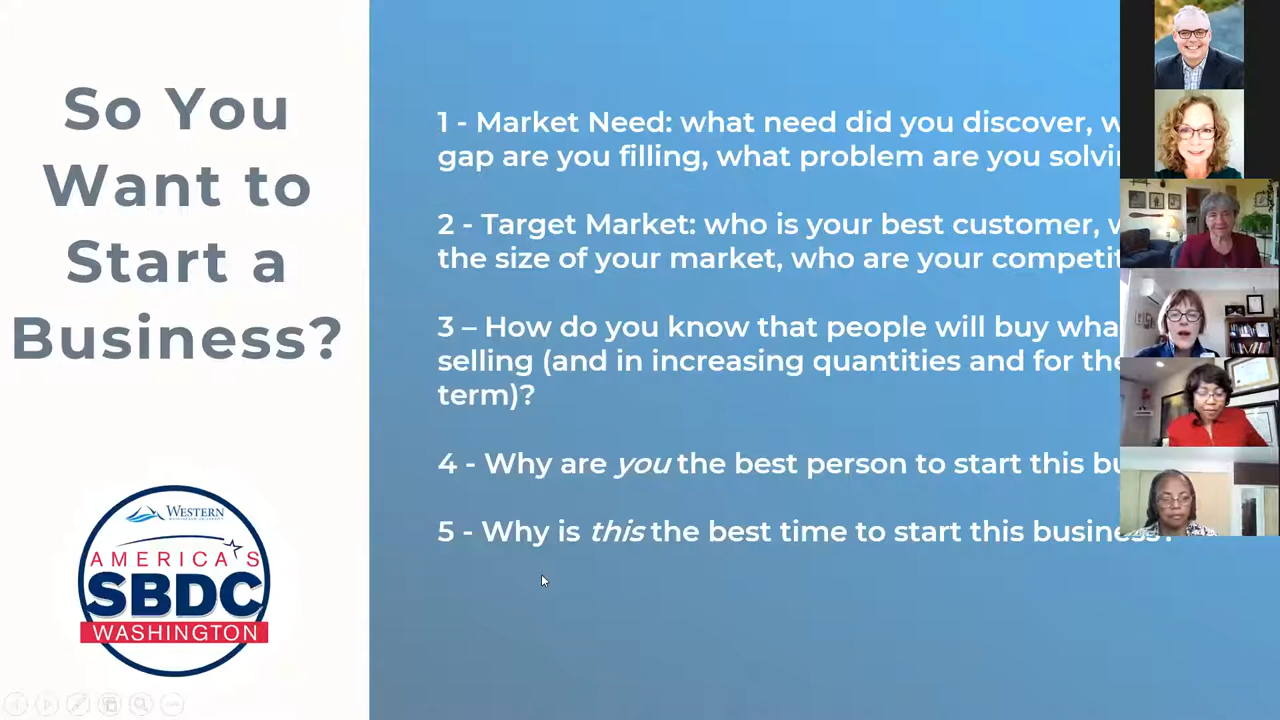 So You
Want to
Start a
Business?
WESTERN
AMERICA'S
SBDC
WASHINGTON
1 - Market Need: what need did you discover,
gap are you filling, what problem are you
2 - Target Market: who is your best customer,
the size of your market, who are your
3 – How do you know that people will buy
selling (and in increasing quantities and for
term)?
4 - Why are you the best person to start this
5 - Why is this the best time to start this business?